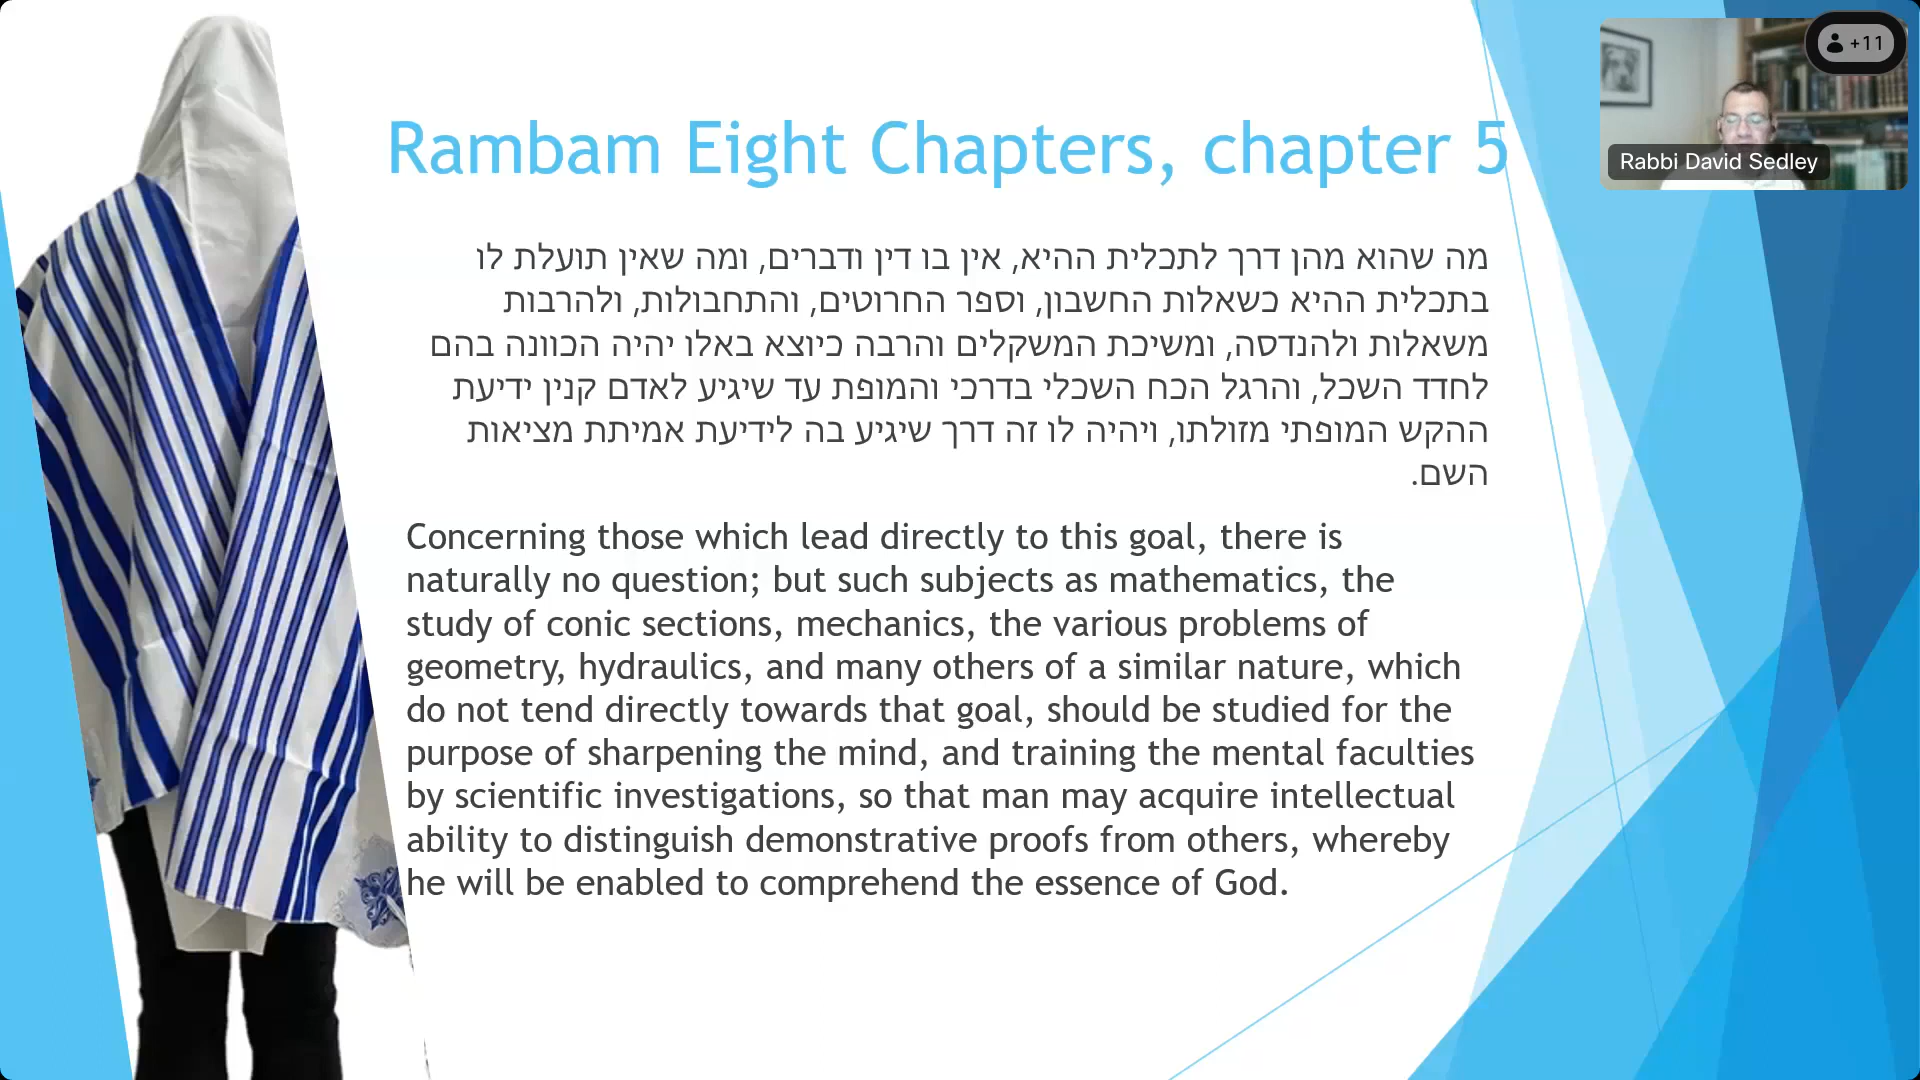 Rambam Eight Chapters, chapter 5
מה שהוא מהן דרך לתכלית ההיא, אין בו דין ודברים, ומה שאין תועלת לו
בתכלית ההיא כשאלות החשבון, וספר החרוטים, והתחבולות, ולהרבות
משאלות ולהנדסה, ומשיכת המשקלים והרבה כיוצא באלו יהיה הכוונה בהם
לחדד השכל, והרגל הכח השכלי בדרכי והמופת עד שיגיע לאדם קנין ידיעת
ההקש המופתי מזולתו, ויהיה לו זה דרך שיגיע בה לידיעת אמיתת מציאות
השם.
Concerning those which lead directly to this goal, there is
naturally no question; but such subjects as mathematics, the
study of conic sections, mechanics, the various problems of
geometry, hydraulics, and many others of a similar nature, which
do not tend directly towards that goal, should be studied for the
purpose of sharpening the mind, and training the mental faculties
by scientific investigations, so that man may acquire intellectual
ability to distinguish demonstrative proofs from others, whereby
he will be enabled to comprehend the essence of God.
+11
Rabbi David Sedley